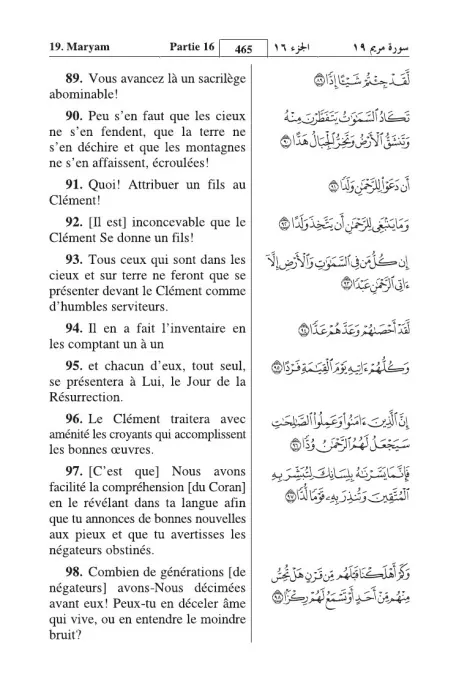 19. Maryam Partie 16 465 الجزء ١٦ سورة مريم ١٩
89. Vous avancez là un sacrilège
abominable!
90. Peu s'en faut que les cieux
ne s'en fendent, que la terre ne
s'en déchire et que les montagnes
ne s'en affaissent, écroulées!
91. Quoi! Attribuer un fils au
Clément!
92. [Il est] inconcevable que le
Clément Se donne un fils!
93. Tous ceux qui sont dans les
cieux et sur terre ne feront que se
présenter devant le Clément comme
d'humbles serviteurs.
94. Il en a fait l'inventaire en
les comptant un à un
95. et chacun d'eux, tout seul,
se présentera à Lui, le Jour de la
Résurrection.
96. Le Clément traitera avec
aménité les croyants qui accomplissent
les bonnes œuvres.
97. [C'est que] Nous avons
facilité la compréhension [du Coran]
en le révélant dans ta langue afin
que tu annonces de bonnes nouvelles
aux pieux et que tu avertisses les
négateurs obstinés.
98. Combien de générations [de
négateurs] avons-Nous décimées
avant eux! Peux-tu en déceler âme
qui vive, ou en entendre le moindre
bruit?
لَّقَدْ جِئْتُمْ شَيْـًٔا إِدًّا ٨٩
تَكَادُ ٱلسَّمَٰوَٰتُ يَتَفَطَّرْنَ مِنْهُ
وَتَنشَقُّ ٱلْأَرْضُ وَتَخِرُّ ٱلْجِبَالُ هَدًّا ٩٠
أَن دَعَوْا۟ لِلرَّحْمَٰنِ وَلَدًا ٩١
وَمَا يَنۢبَغِى لِلرَّحْمَٰنِ أَن يَتَّخِذَ وَلَدًا ٩٢
إِن كُلُّ مَن فِى ٱلسَّمَٰوَٰتِ وَٱلْأَرْضِ إِلَّآ
ءَاتِى ٱلرَّحْمَٰنِ عَبْدًا ٩٣
لَّقَدْ أَحْصَىٰهُمْ وَعَدَّهُمْ عَدًّا ٩٤
وَكُلُّهُمْ ءَاتِيهِ يَوْمَ ٱلْقِيَٰمَةِ فَرْدًا ٩٥
إِنَّ ٱلَّذِينَ ءَامَنُوا۟ وَعَمِلُوا۟ ٱلصَّٰلِحَٰتِ
سَيَجْعَلُ لَهُمُ ٱلرَّحْمَٰنُ وُدًّا ٩٦
فَإِنَّمَا يَسَّرْنَٰهُ بِلِسَانِكَ لِتُبَشِّرَ بِهِ
ٱلْمُتَّقِينَ وَتُنذِرَ بِهِۦ قَوْمًا لُّدًّا ٩٧
وَكَمْ أَهْلَكْنَا قَبْلَهُم مِّن قَرْنٍ هَلْ تُحِسُّ
مِنْهُم مِّنْ أَحَدٍ أَوْ تَسْمَعُ لَهُمْ رِكْزًۢا ٩٨